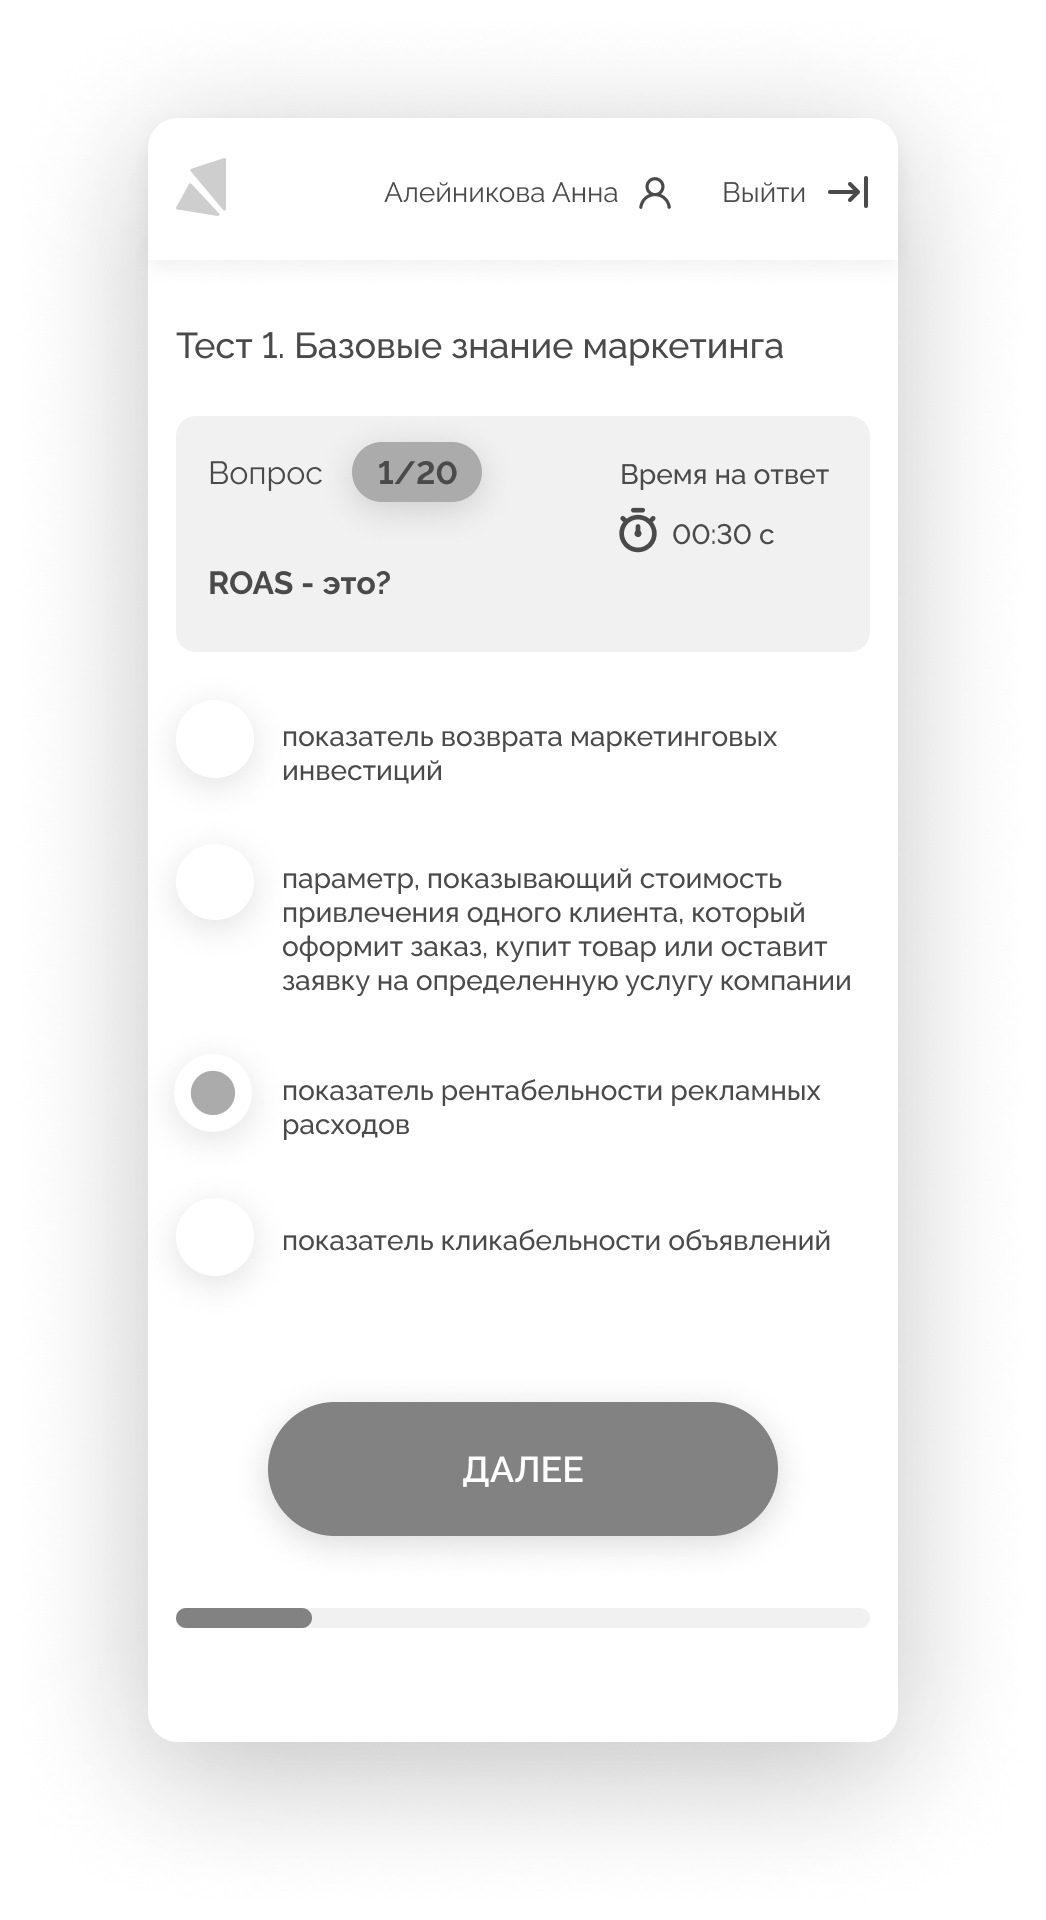 Алейникова Анна Выйти
Тест 1. Базовые знание маркетинга
Вопрос 1/20
Время на ответ
00:30 с
ROAS - это?
показатель возврата маркетинговых
инвестиций
параметр, показывающий стоимость
привлечения одного клиента, который
оформит заказ, купит товар или оставит
заявку на определенную услугу компании
показатель рентабельности рекламных
расходов
показатель кликабельности объявлений
ДАЛЕЕ